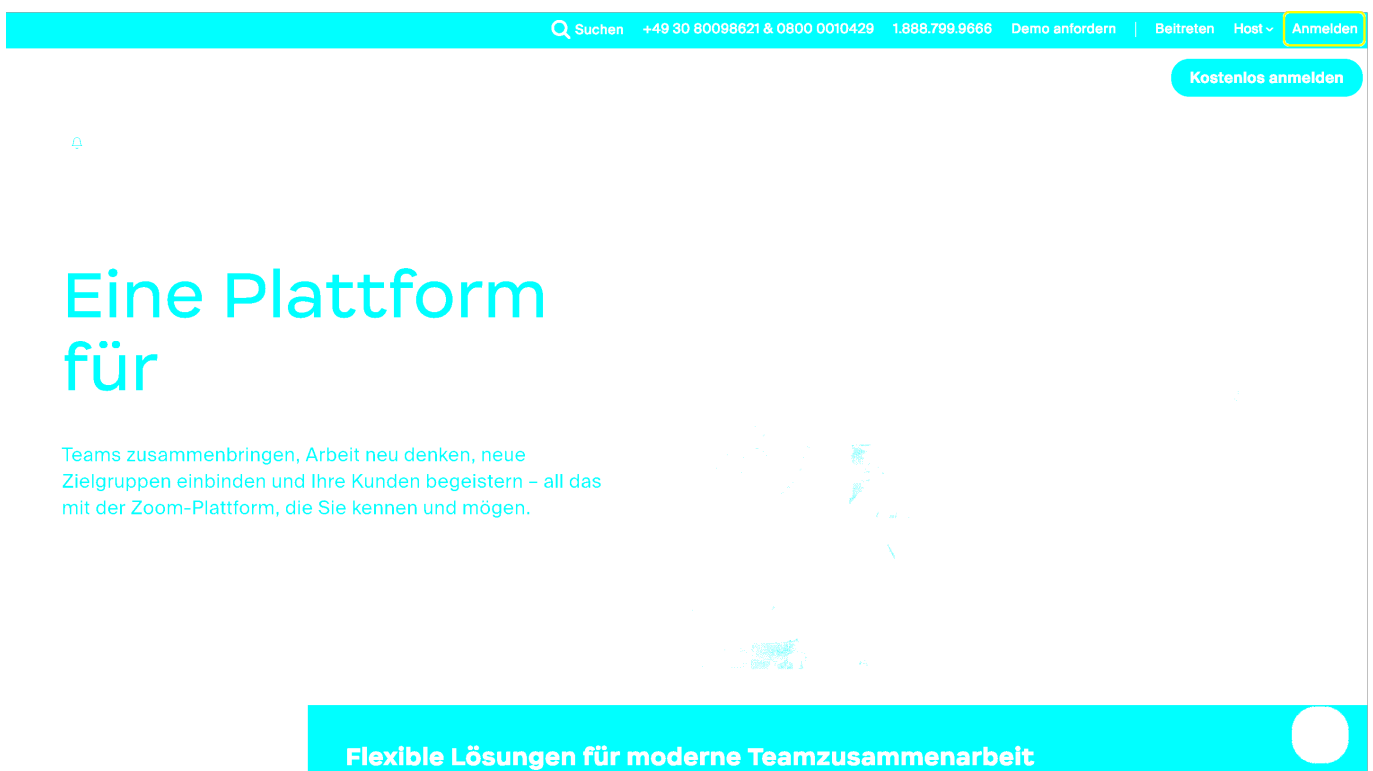 Suchen +49 30 80098621 & 0800 0010429 1.888.799.9666 Demo anfordern Beitreten Host Anmelden
Kostenlos anmelden
Eine Plattform
für
Teams zusammenbringen, Arbeit neu denken, neue
Zielgruppen einbinden und Ihre Kunden begeistern – all das
mit der Zoom-Plattform, die Sie kennen und mögen.
Flexible Lösungen für moderne Teamzusammenarbeit